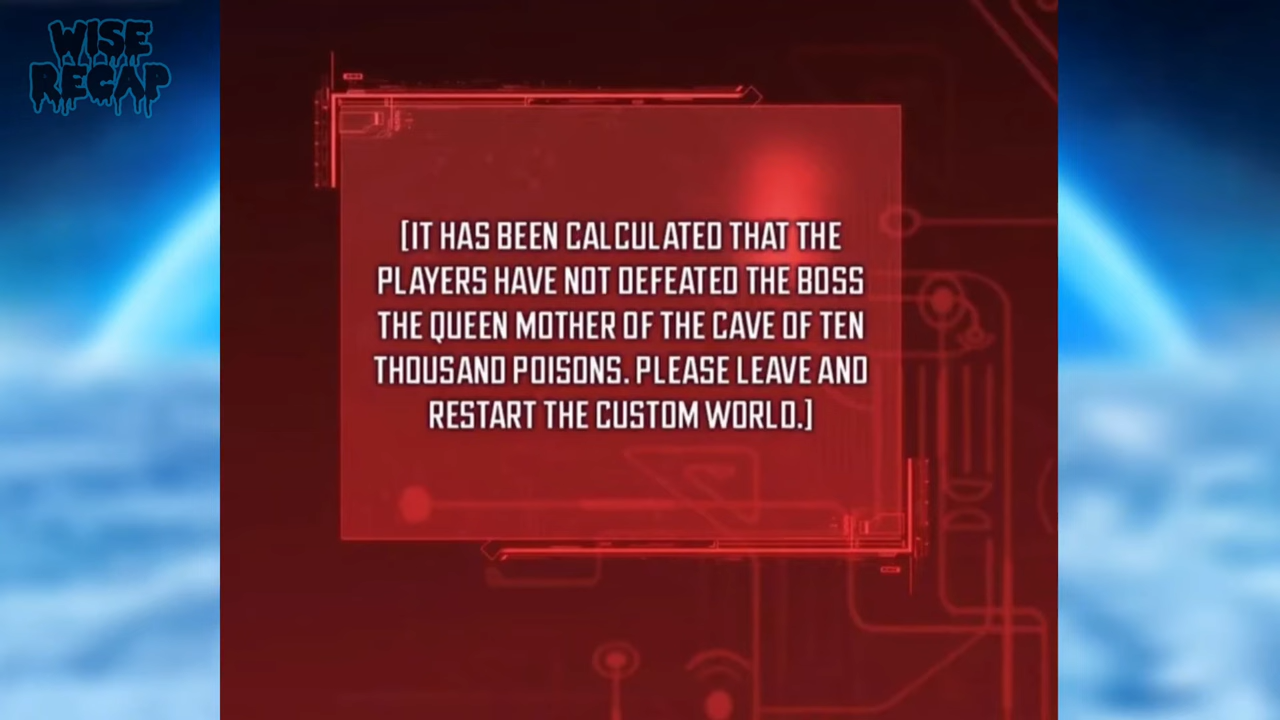 WISE
RECAP
[IT HAS BEEN CALCULATED THAT THE
PLAYERS HAVE NOT DEFEATED THE BOSS
THE QUEEN MOTHER OF THE CAVE OF TEN
THOUSAND POISONS. PLEASE LEAVE AND
RESTART THE CUSTOM WORLD.]